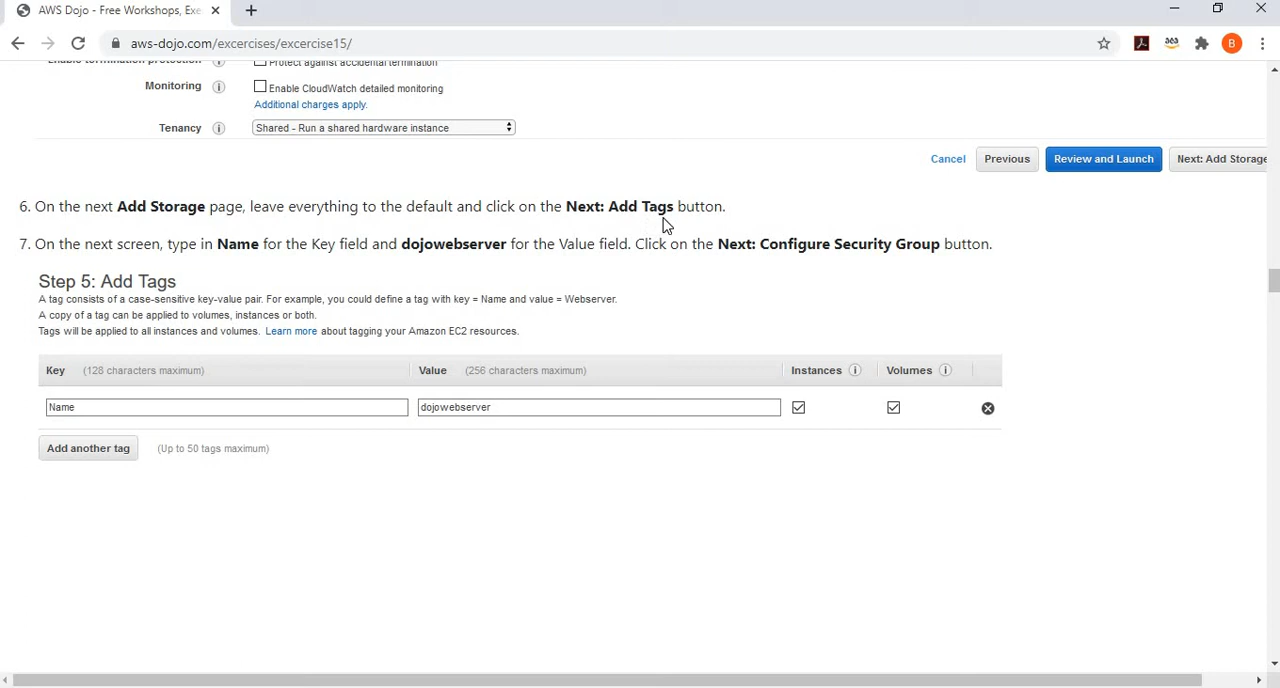 AWS Dojo - Free Workshops, Exe
aws-dojo.com/excercises/excercise15/
B
Enable termination protection
Protect against accidental termination
Monitoring
Enable CloudWatch detailed monitoring
Additional charges apply.
Tenancy
Shared - Run a shared hardware instance
Cancel Previous Review and Launch Next: Add Storage
6. On the next Add Storage page, leave everything to the default and click on the Next: Add Tags button.
7. On the next screen, type in Name for the Key field and dojowebserver for the Value field. Click on the Next: Configure Security Group button.
Step 5: Add Tags
A tag consists of a case-sensitive key-value pair. For example, you could define a tag with key = Name and value = Webserver.
A copy of a tag can be applied to volumes, instances or both.
Tags will be applied to all instances and volumes. Learn more about tagging your Amazon EC2 resources.
Key (128 characters maximum) Value (256 characters maximum) Instances Volumes
Name dojowebserver
Add another tag (Up to 50 tags maximum)